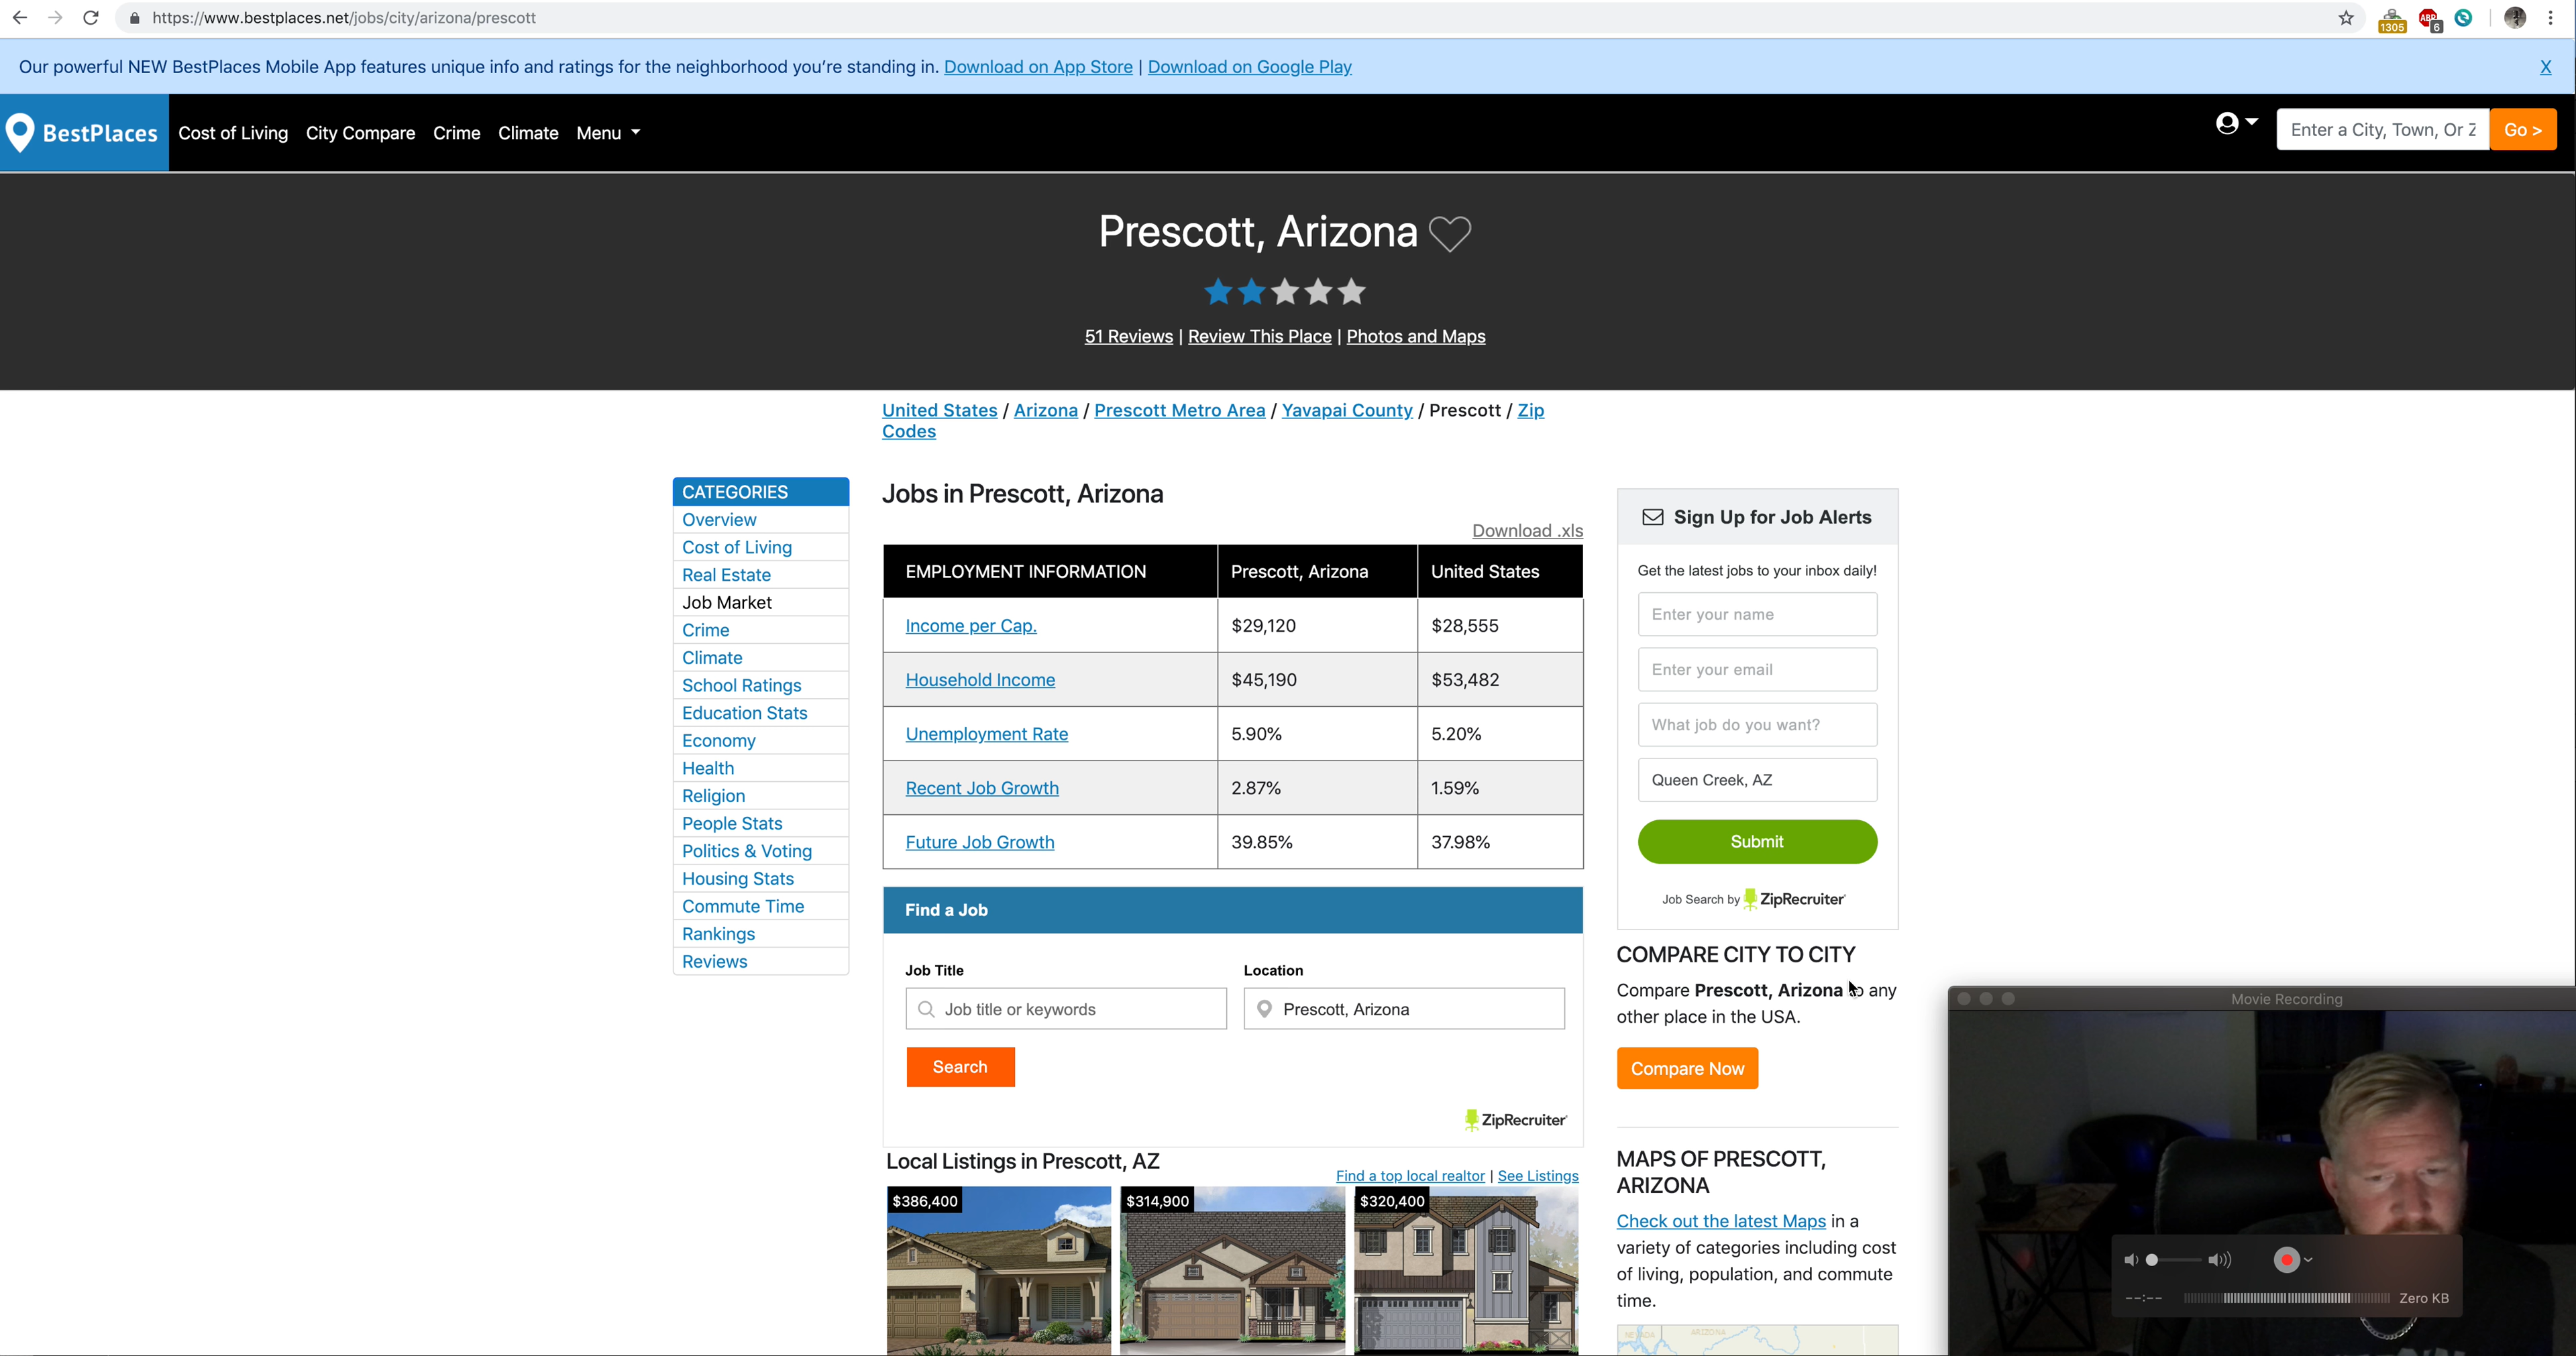 https://www.bestplaces.net/jobs/city/arizona/prescott
1305
ABP
6
Our powerful NEW BestPlaces Mobile App features unique info and ratings for the neighborhood you're standing in. Download on App Store | Download on Google Play
X
BestPlaces
Cost of Living
City Compare
Crime
Climate
Menu
Enter a City, Town, Or Z
Go >
Prescott, Arizona
51 Reviews | Review This Place | Photos and Maps
United States / Arizona / Prescott Metro Area / Yavapai County / Prescott / Zip
Codes
CATEGORIES
Overview
Cost of Living
Real Estate
Job Market
Crime
Climate
School Ratings
Education Stats
Economy
Health
Religion
People Stats
Politics & Voting
Housing Stats
Commute Time
Rankings
Reviews
Jobs in Prescott, Arizona
Download .xls
EMPLOYMENT INFORMATION Prescott, Arizona United States
Income per Cap. $29,120 $28,555
Household Income $45,190 $53,482
Unemployment Rate 5.90% 5.20%
Recent Job Growth 2.87% 1.59%
Future Job Growth 39.85% 37.98%
Find a Job
Job Title
Location
Job title or keywords
Prescott, Arizona
Search
ZipRecruiter
Local Listings in Prescott, AZ
Find a top local realtor | See Listings
$386,400
$314,900
$320,400
Sign Up for Job Alerts
Get the latest jobs to your inbox daily!
Enter your name
Enter your email
What job do you want?
Queen Creek, AZ
Submit
Job Search by ZipRecruiter
COMPARE CITY TO CITY
Compare Prescott, Arizona any
other place in the USA.
Compare Now
MAPS OF PRESCOTT,
ARIZONA
Check out the latest Maps in a
variety of categories including cost
of living, population, and commute
time.
ARIZONA
Movie Recording
--:--
Zero KB